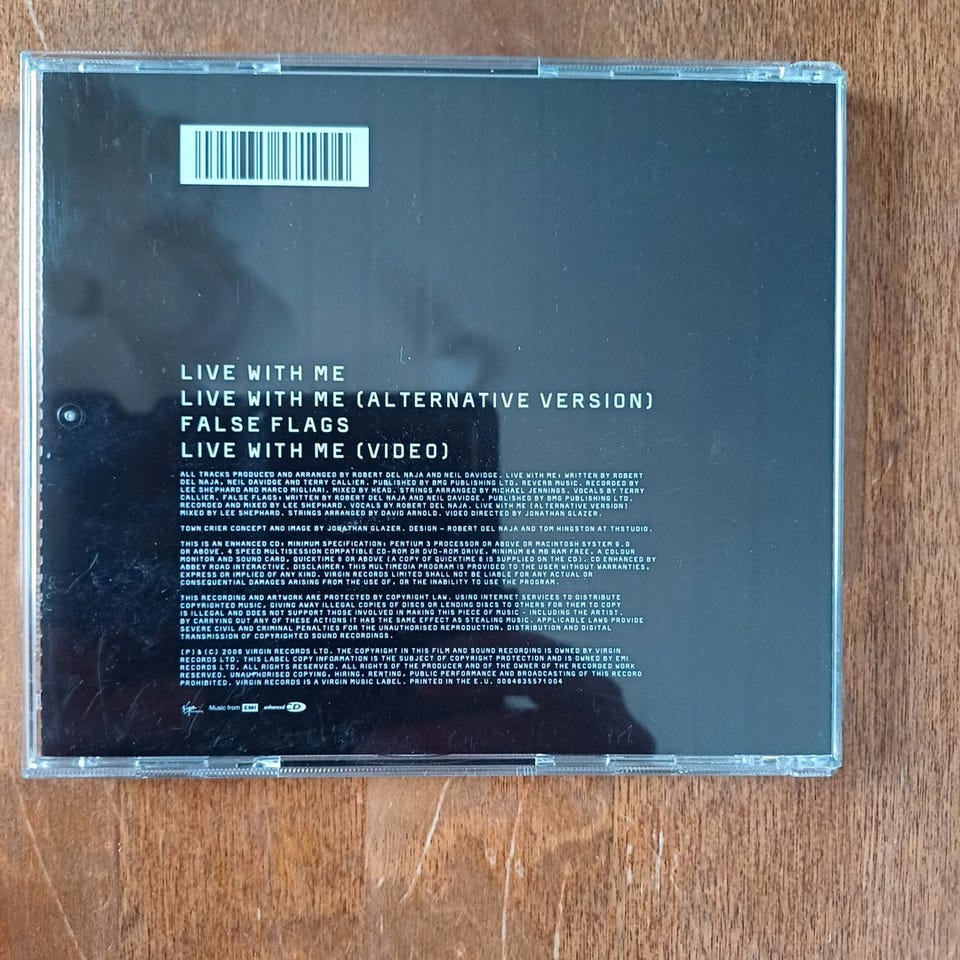 LIVE WITH ME
LIVE WITH ME (ALTERNATIVE VERSION)
FALSE FLAGS
LIVE WITH ME (VIDEO)
ALL TRACKS PRODUCED AND ARRANGED BY ROBERT DEL NAJA AND NEIL DAVIDGE. LIVE WITH ME: WRITTEN BY ROBERT
DEL NAJA, NEIL DAVIDGE AND TERRY CALLIER. PUBLISHED BY BMG PUBLISHING LTD. REVERB MUSIC. RECORDED BY
LEE SHEPHARD AND MARCO MIGLIARI. MIXED BY HEAD. STRINGS ARRANGED BY MICHAEL JENNINGS. VOCALS BY TERRY
CALLIER. FALSE FLAGS: WRITTEN BY ROBERT DEL NAJA AND NEIL DAVIDGE. PUBLISHED BY BMG PUBLISHING LTD.
RECORDED AND MIXED BY LEE SHEPHARD. VOCALS BY ROBERT DEL NAJA. LIVE WITH ME (ALTERNATIVE VERSION)
MIXED BY LEE SHEPHARD. STRINGS ARRANGED BY DAVID ARNOLD. VIDEO DIRECTED BY JONATHAN GLAZER.
TOWN CRIER CONCEPT AND IMAGE BY JONATHAN GLAZER. DESIGN - ROBERT DEL NAJA AND TOM HINGSTON AT THSTUDIO.
THIS IS AN ENHANCED CD: MINIMUM SPECIFICATION: PENTIUM 3 PROCESSOR OR ABOVE OR MACINTOSH SYSTEM 9.0
OR ABOVE, 4 SPEED MULTISESSION COMPATIBLE CD-ROM OR DVD-ROM DRIVE, MINIMUM 64 MB RAM FREE, A COLOUR
MONITOR AND SOUND CARD, QUICKTIME 6 OR ABOVE (A COPY OF QUICKTIME 6 IS SUPPLIED ON THE CD). CD ENHANCED BY
ABBEY ROAD INTERACTIVE. DISCLAIMER: THIS MULTIMEDIA PROGRAM IS PROVIDED TO THE USER WITHOUT WARRANTIES,
EXPRESS OR IMPLIED OF ANY KIND. VIRGIN RECORDS LIMITED SHALL NOT BE LIABLE FOR ANY ACTUAL OR
CONSEQUENTIAL DAMAGES ARISING FROM THE USE OF, OR THE INABILITY TO USE THE PROGRAM.
THIS RECORDING AND ARTWORK ARE PROTECTED BY COPYRIGHT LAW. USING INTERNET SERVICES TO DISTRIBUTE
COPYRIGHTED MUSIC, GIVING AWAY ILLEGAL COPIES OF DISCS OR LENDING DISCS TO OTHERS FOR THEM TO COPY
IS ILLEGAL AND DOES NOT SUPPORT THOSE INVOLVED IN MAKING THIS PIECE OF MUSIC - INCLUDING THE ARTIST.
BY CARRYING OUT ANY OF THESE ACTIONS IT HAS THE SAME EFFECT AS STEALING MUSIC. APPLICABLE LAWS PROVIDE
SEVERE CIVIL AND CRIMINAL PENALTIES FOR THE UNAUTHORISED REPRODUCTION, DISTRIBUTION AND DIGITAL
TRANSMISSION OF COPYRIGHTED SOUND RECORDINGS.
(P) & (C) 2006 VIRGIN RECORDS LTD. THE COPYRIGHT IN THIS FILM AND SOUND RECORDING IS OWNED BY VIRGIN
RECORDS LTD. THIS LABEL COPY INFORMATION IS THE SUBJECT OF COPYRIGHT PROTECTION AND IS OWNED BY EMI
RECORDS LTD. ALL RIGHTS RESERVED. ALL RIGHTS OF THE PRODUCER AND OF THE OWNER OF THE RECORDED WORK
RESERVED. UNAUTHORISED COPYING, HIRING, RENTING, PUBLIC PERFORMANCE AND BROADCASTING OF THIS RECORD
PROHIBITED. VIRGIN RECORDS IS A VIRGIN MUSIC LABEL. PRINTED IN THE E.U. 0094635571004
Virgin Music from EMI enhanced CD